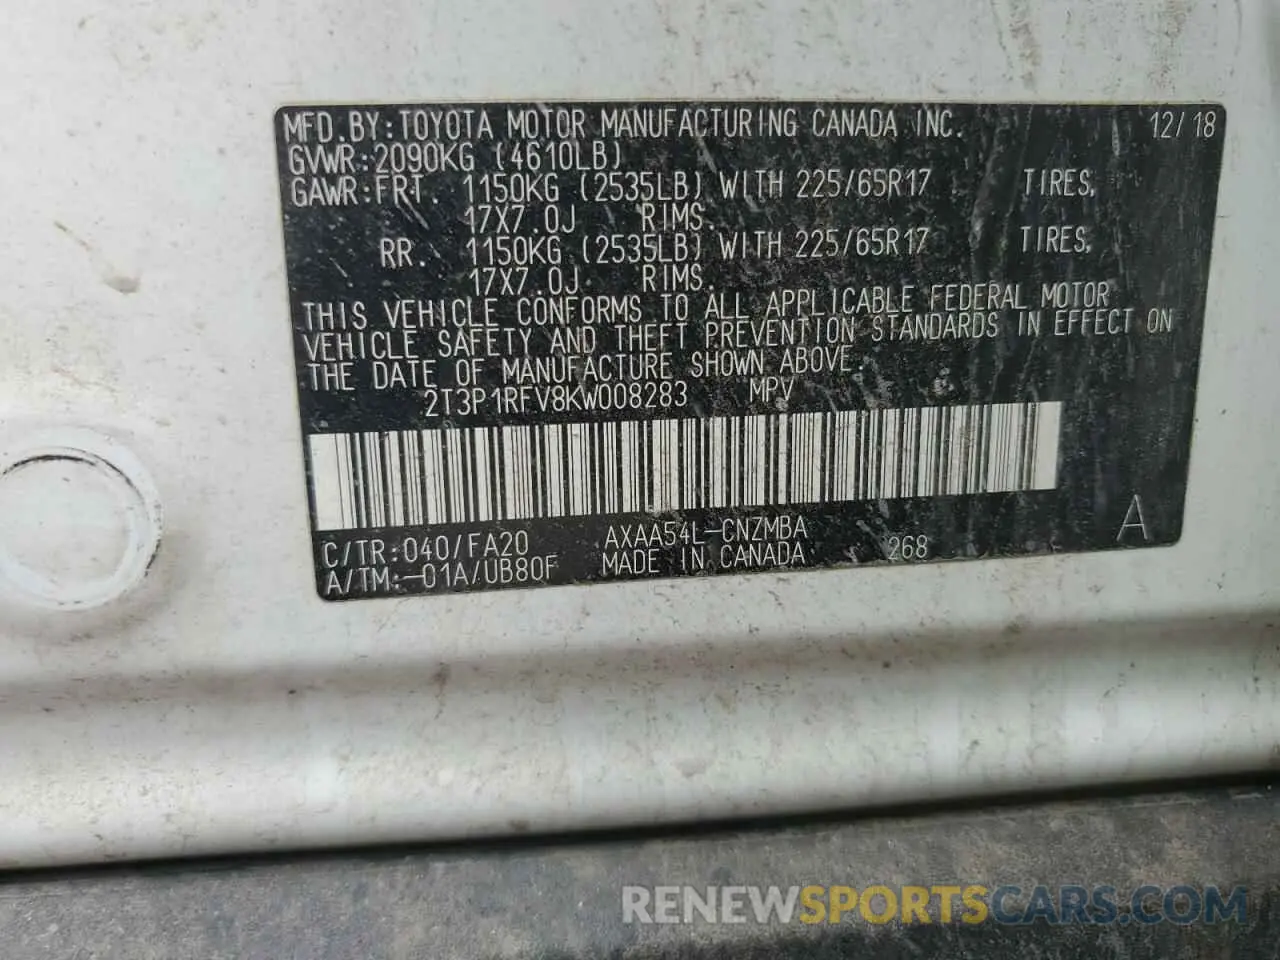 MFD.BY:TOYOTA MOTOR MANUFACTURING CANADA INC. 12/18
GVWR:2090KG (4610LB)
GAWR:FRT. 1150KG (2535LB) WITH 225/65R17 TIRES,
17X7.0J RIMS.
RR. 1150KG (2535LB) WITH 225/65R17 TIRES,
17X7.0J RIMS.
THIS VEHICLE CONFORMS TO ALL APPLICABLE FEDERAL MOTOR
VEHICLE SAFETY AND THEFT PREVENTION STANDARDS IN EFFECT ON
THE DATE OF MANUFACTURE SHOWN ABOVE.
2T3P1RFV8KW008283 MPV
C/TR:040/FA20 AXAA54L-CNZMBA A
A/TM:-01A/UB80F MADE IN CANADA 268
RENEWSPORTSCARS.COM